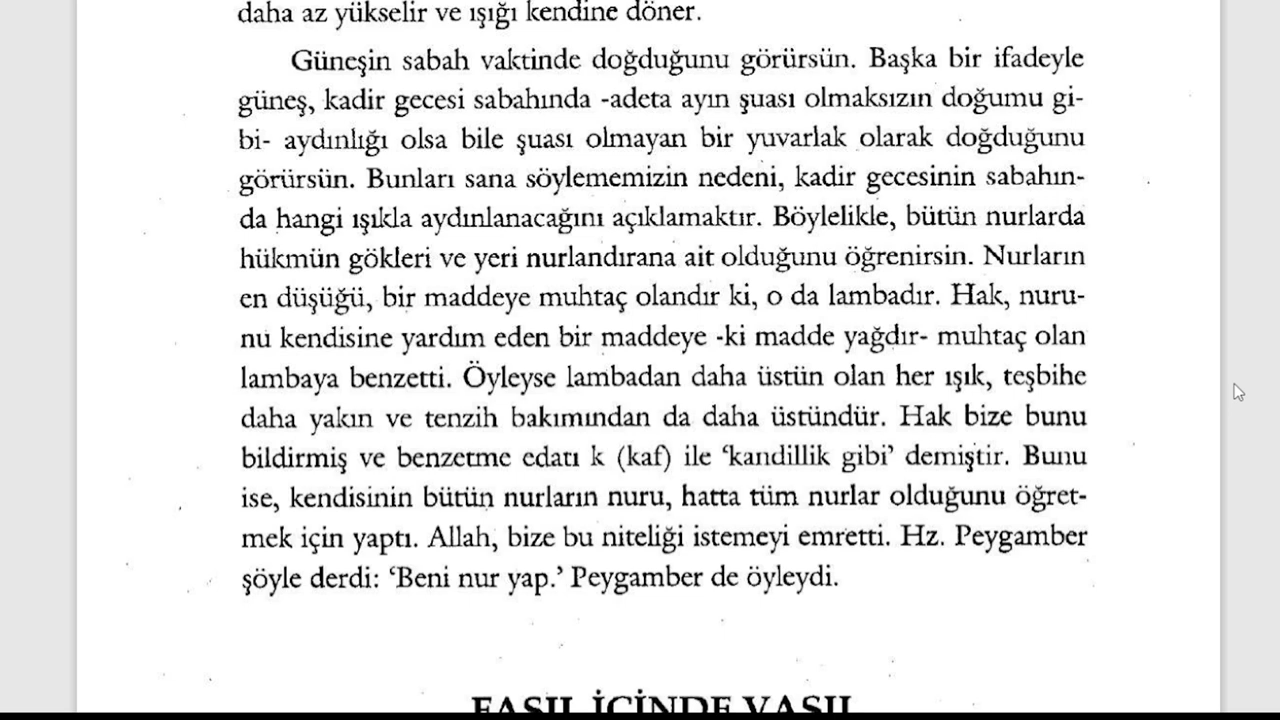 daha az yükselir ve ışığı kendine döner.
Güneşin sabah vaktinde doğduğunu görürsün. Başka bir ifadeyle
güneş, kadir gecesi sabahında -adeta ayın şuası olmaksızın doğumu gi-
bi- aydınlığı olsa bile şuası olmayan bir yuvarlak olarak doğduğunu
görürsün. Bunları sana söylememizin nedeni, kadir gecesinin sabahın-
da hangi ışıkla aydınlanacağını açıklamaktır. Böylelikle, bütün nurlarda
hükmün gökleri ve yeri nurlandırana ait olduğunu öğrenirsin. Nurların
en düşüğü, bir maddeye muhtaç olandır ki, o da lambadır. Hak, nuru-
nu kendisine yardım eden bir maddeye -ki madde yağdır- muhtaç olan
lambaya benzetti. Öyleyse lambadan daha üstün olan her ışık, teşbihe
daha yakın ve tenzih bakımından da daha üstündür. Hak bize bunu
bildirmiş ve benzetme edatı k (kaf) ile ‘kandillik gibi’ demiştir. Bunu
ise, kendisinin bütün nurların nuru, hatta tüm nurlar olduğunu öğret-
mek için yaptı. Allah, bize bu niteliği istemeyi emretti. Hz. Peygamber
şöyle derdi: ‘Beni nur yap.’ Peygamber de öyleydi.
FASIL İÇİNDE VASIL